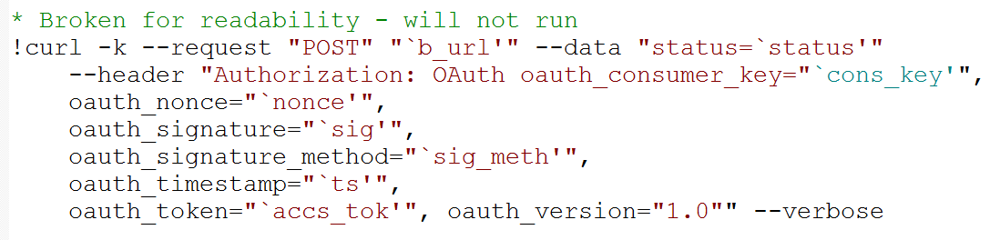 * Broken for readability - will not run
!curl -k --request "POST" "`b_url'" --data "status=`status'"
--header "Authorization: OAuth oauth_consumer_key="`cons_key'",
oauth_nonce="`nonce'",
oauth_signature="`sig'",
oauth_signature_method="`sig_meth'",
oauth_timestamp="`ts'",
oauth_token="`accs_tok'", oauth_version="1.0"" --verbose